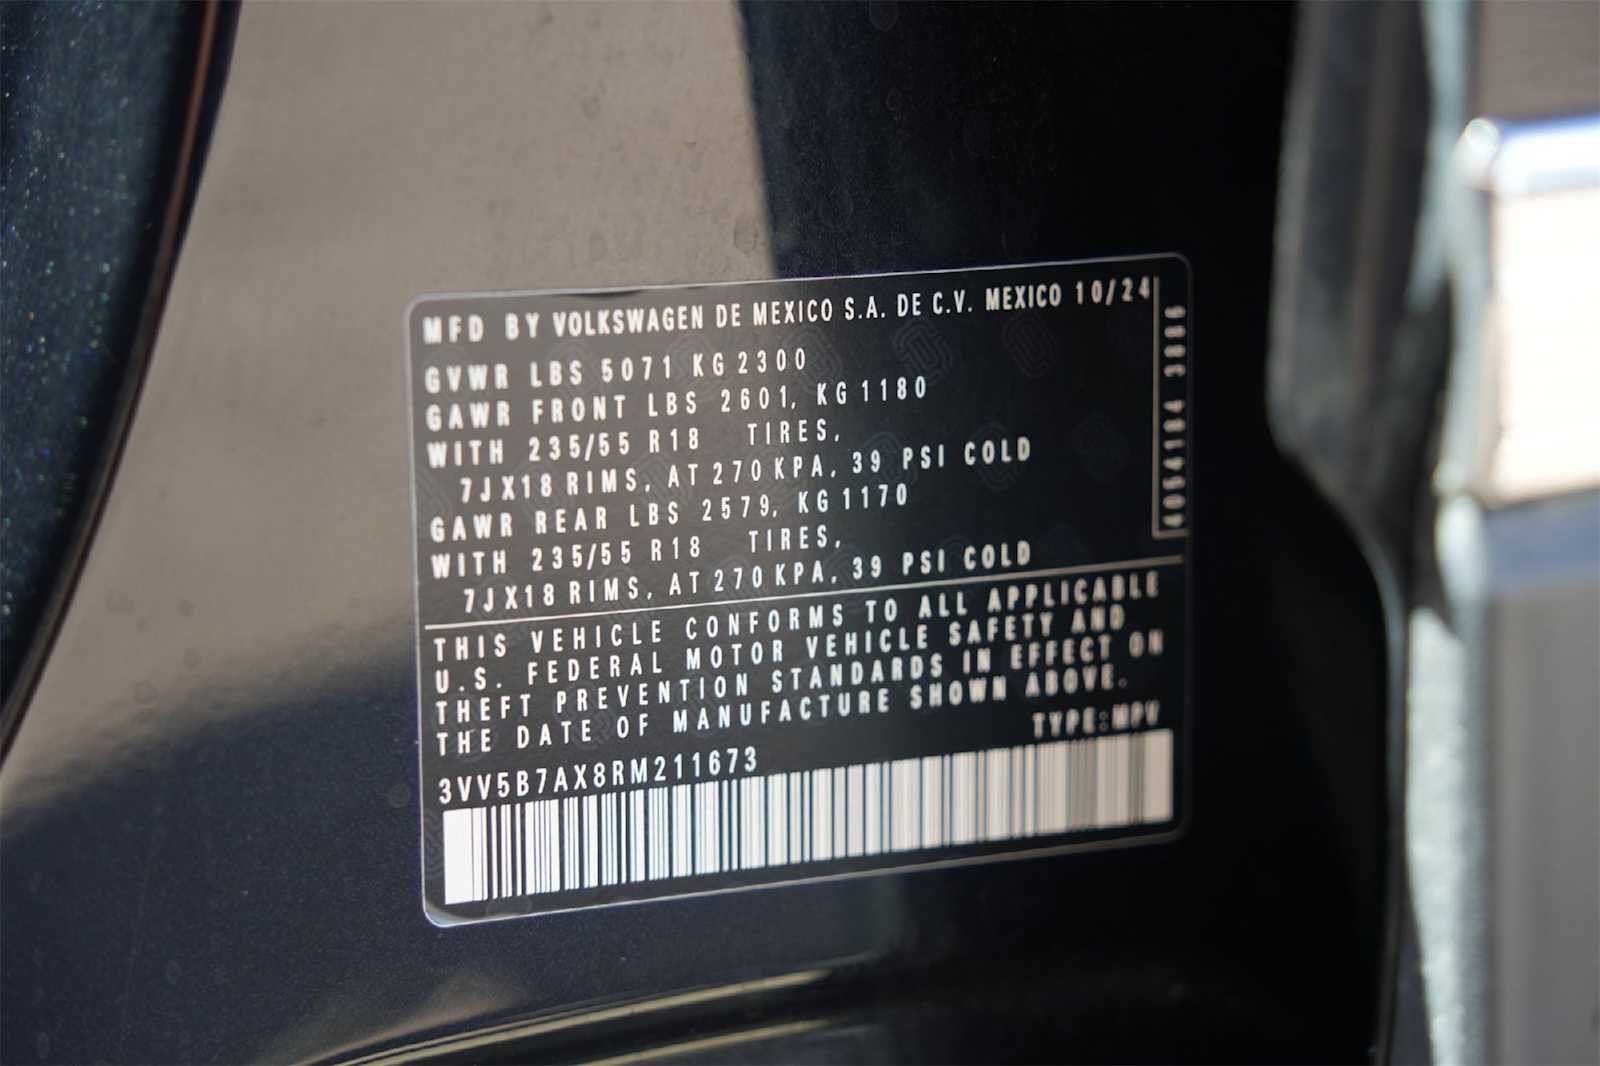 MFD BY VOLKSWAGEN DE MEXICO S.A. DE C.V. MEXICO 10/24
GVWR LBS 5071 KG 2300
GAWR FRONT LBS 2601, KG 1180
WITH 235/55 R18 TIRES,
7JX18 RIMS, AT 270 KPA, 39 PSI COLD
GAWR REAR LBS 2579, KG 1170
WITH 235/55 R18 TIRES,
7JX18 RIMS, AT 270 KPA, 39 PSI COLD
4054184 3886
THIS VEHICLE CONFORMS TO ALL APPLICABLE
U.S. FEDERAL MOTOR VEHICLE SAFETY AND
THEFT PREVENTION STANDARDS IN EFFECT ON
THE DATE OF MANUFACTURE SHOWN ABOVE.
TYPE:MPV
3VV5B7AX8RM211673